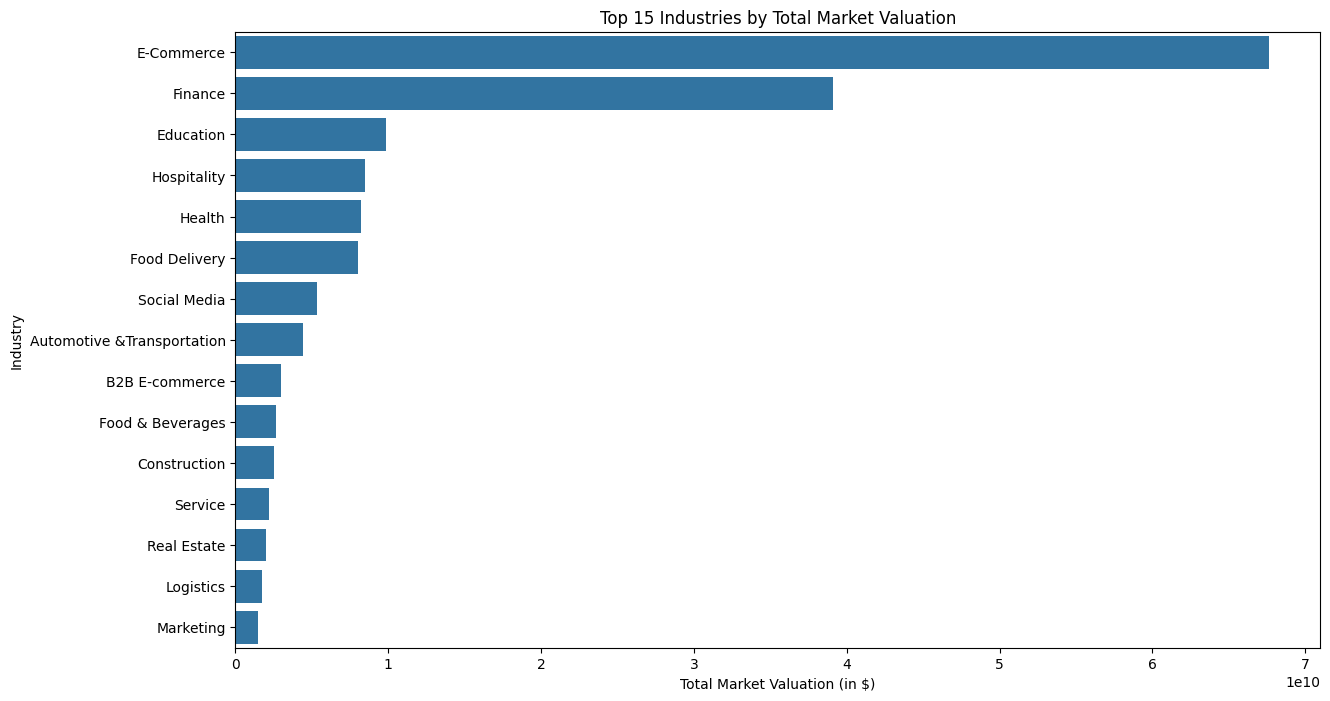 Top 15 Industries by Total Market Valuation
E-Commerce
Finance
Education
Hospitality
Health
Food Delivery
Social Media
Automotive &Transportation
B2B E-commerce
Food & Beverages
Construction
Service
Real Estate
Logistics
Marketing
Industry
0 1 2 3 4 5 6 7
1e10
Total Market Valuation (in $)